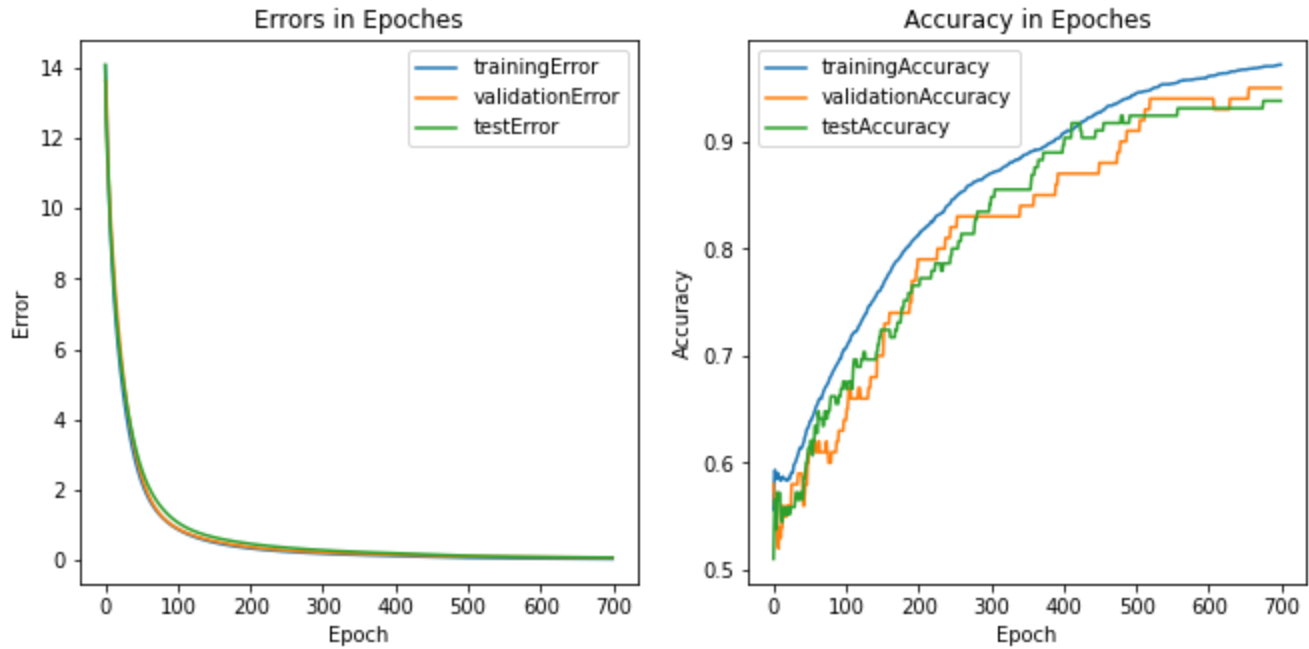 Errors in Epoches
trainingError
validationError
testError
14
12
10
8
6
4
2
0
Error
0 100 200 300 400 500 600 700
Epoch
Accuracy in Epoches
trainingAccuracy
validationAccuracy
testAccuracy
0.9
0.8
0.7
0.6
0.5
Accuracy
0 100 200 300 400 500 600 700
Epoch